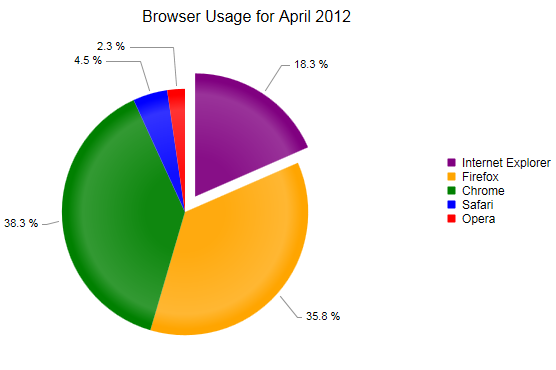 Browser Usage for April 2012
2.3 %
4.5 %
18.3 %
38.3 %
35.8 %
Internet Explorer
Firefox
Chrome
Safari
Opera